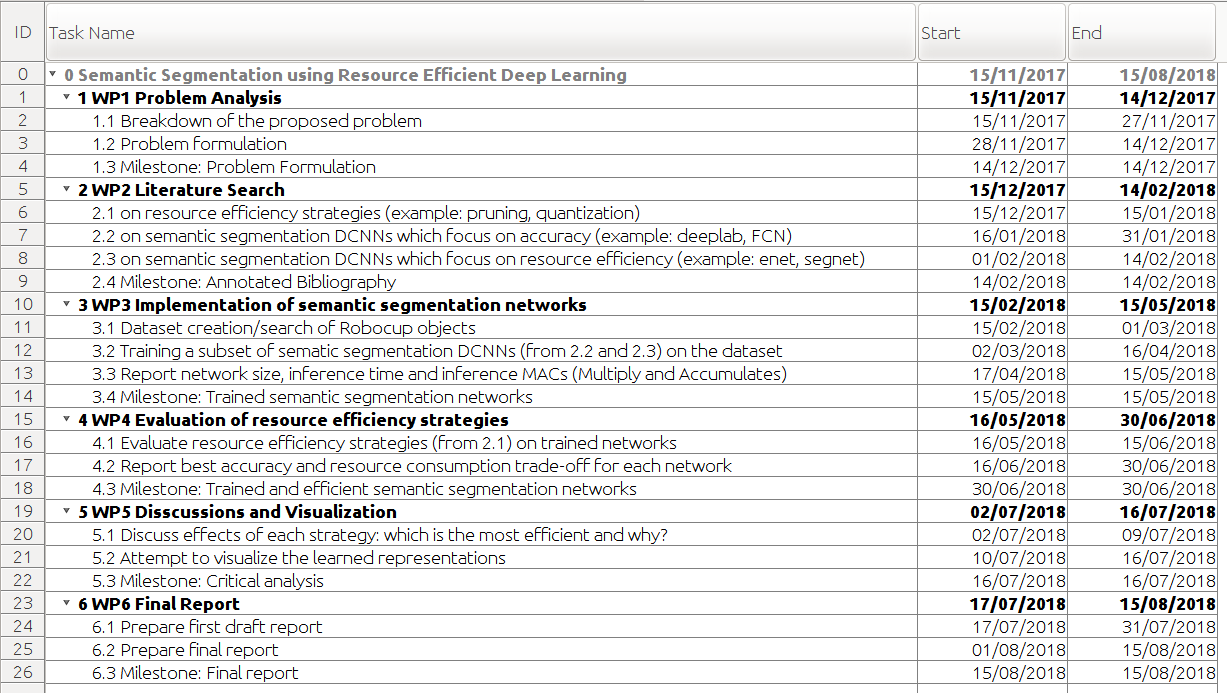 ID Task Name Start End
0 0 Semantic Segmentation using Resource Efficient Deep Learning 15/11/2017 15/08/2018
1 1 WP1 Problem Analysis 15/11/2017 14/12/2017
2 1.1 Breakdown of the proposed problem 15/11/2017 27/11/2017
3 1.2 Problem formulation 28/11/2017 14/12/2017
4 1.3 Milestone: Problem Formulation 14/12/2017 14/12/2017
5 2 WP2 Literature Search 15/12/2017 14/02/2018
6 2.1 on resource efficiency strategies (example: pruning, quantization) 15/12/2017 15/01/2018
7 2.2 on semantic segmentation DCNNs which focus on accuracy (example: deeplab, FCN) 16/01/2018 31/01/2018
8 2.3 on semantic segmentation DCNNs which focus on resource efficiency (example: enet, segnet) 01/02/2018 14/02/2018
9 2.4 Milestone: Annotated Bibliography 14/02/2018 14/02/2018
10 3 WP3 Implementation of semantic segmentation networks 15/02/2018 15/05/2018
11 3.1 Dataset creation/search of Robocup objects 15/02/2018 01/03/2018
12 3.2 Training a subset of sematic segmentation DCNNs (from 2.2 and 2.3) on the dataset 02/03/2018 16/04/2018
13 3.3 Report network size, inference time and inference MACs (Multiply and Accumulates) 17/04/2018 15/05/2018
14 3.4 Milestone: Trained semantic segmentation networks 15/05/2018 15/05/2018
15 4 WP4 Evaluation of resource efficiency strategies 16/05/2018 30/06/2018
16 4.1 Evaluate resource efficiency strategies (from 2.1) on trained networks 16/05/2018 15/06/2018
17 4.2 Report best accuracy and resource consumption trade-off for each network 16/06/2018 30/06/2018
18 4.3 Milestone: Trained and efficient semantic segmentation networks 30/06/2018 30/06/2018
19 5 WP5 Disscussions and Visualization 02/07/2018 16/07/2018
20 5.1 Discuss effects of each strategy: which is the most efficient and why? 02/07/2018 09/07/2018
21 5.2 Attempt to visualize the learned representations 10/07/2018 16/07/2018
22 5.3 Milestone: Critical analysis 16/07/2018 16/07/2018
23 6 WP6 Final Report 17/07/2018 15/08/2018
24 6.1 Prepare first draft report 17/07/2018 31/07/2018
25 6.2 Prepare final report 01/08/2018 15/08/2018
26 6.3 Milestone: Final report 15/08/2018 15/08/2018